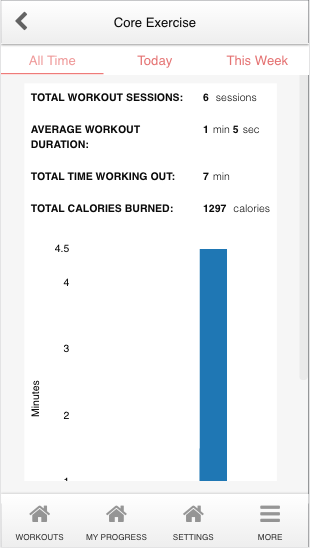 Core Exercise
All Time Today This Week
TOTAL WORKOUT SESSIONS: 6 sessions
AVERAGE WORKOUT 1 min 5 sec
DURATION:
TOTAL TIME WORKING OUT: 7 min
TOTAL CALORIES BURNED: 1297 calories
4.5
4
3
Minutes
2
1
WORKOUTS MY PROGRESS SETTINGS MORE